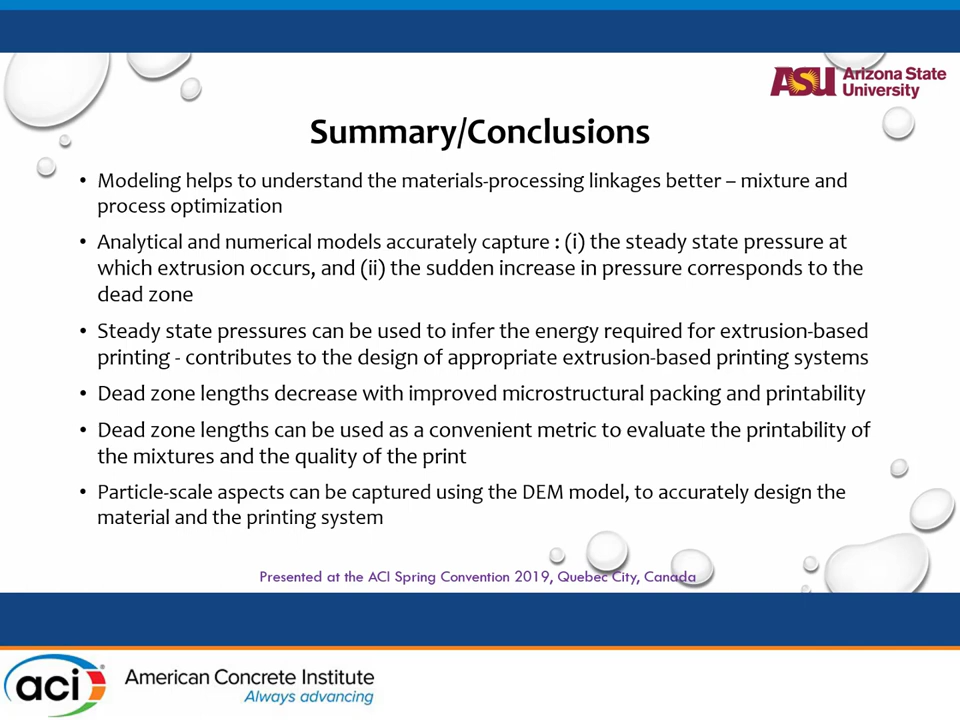 ASU Arizona State
University
Summary/Conclusions
• Modeling helps to understand the materials-processing linkages better – mixture and
process optimization
• Analytical and numerical models accurately capture : (i) the steady state pressure at
which extrusion occurs, and (ii) the sudden increase in pressure corresponds to the
dead zone
• Steady state pressures can be used to infer the energy required for extrusion-based
printing - contributes to the design of appropriate extrusion-based printing systems
• Dead zone lengths decrease with improved microstructural packing and printability
• Dead zone lengths can be used as a convenient metric to evaluate the printability of
the mixtures and the quality of the print
• Particle-scale aspects can be captured using the DEM model, to accurately design the
material and the printing system
Presented at the ACI Spring Convention 2019, Quebec City, Canada
aci American Concrete Institute
Always advancing